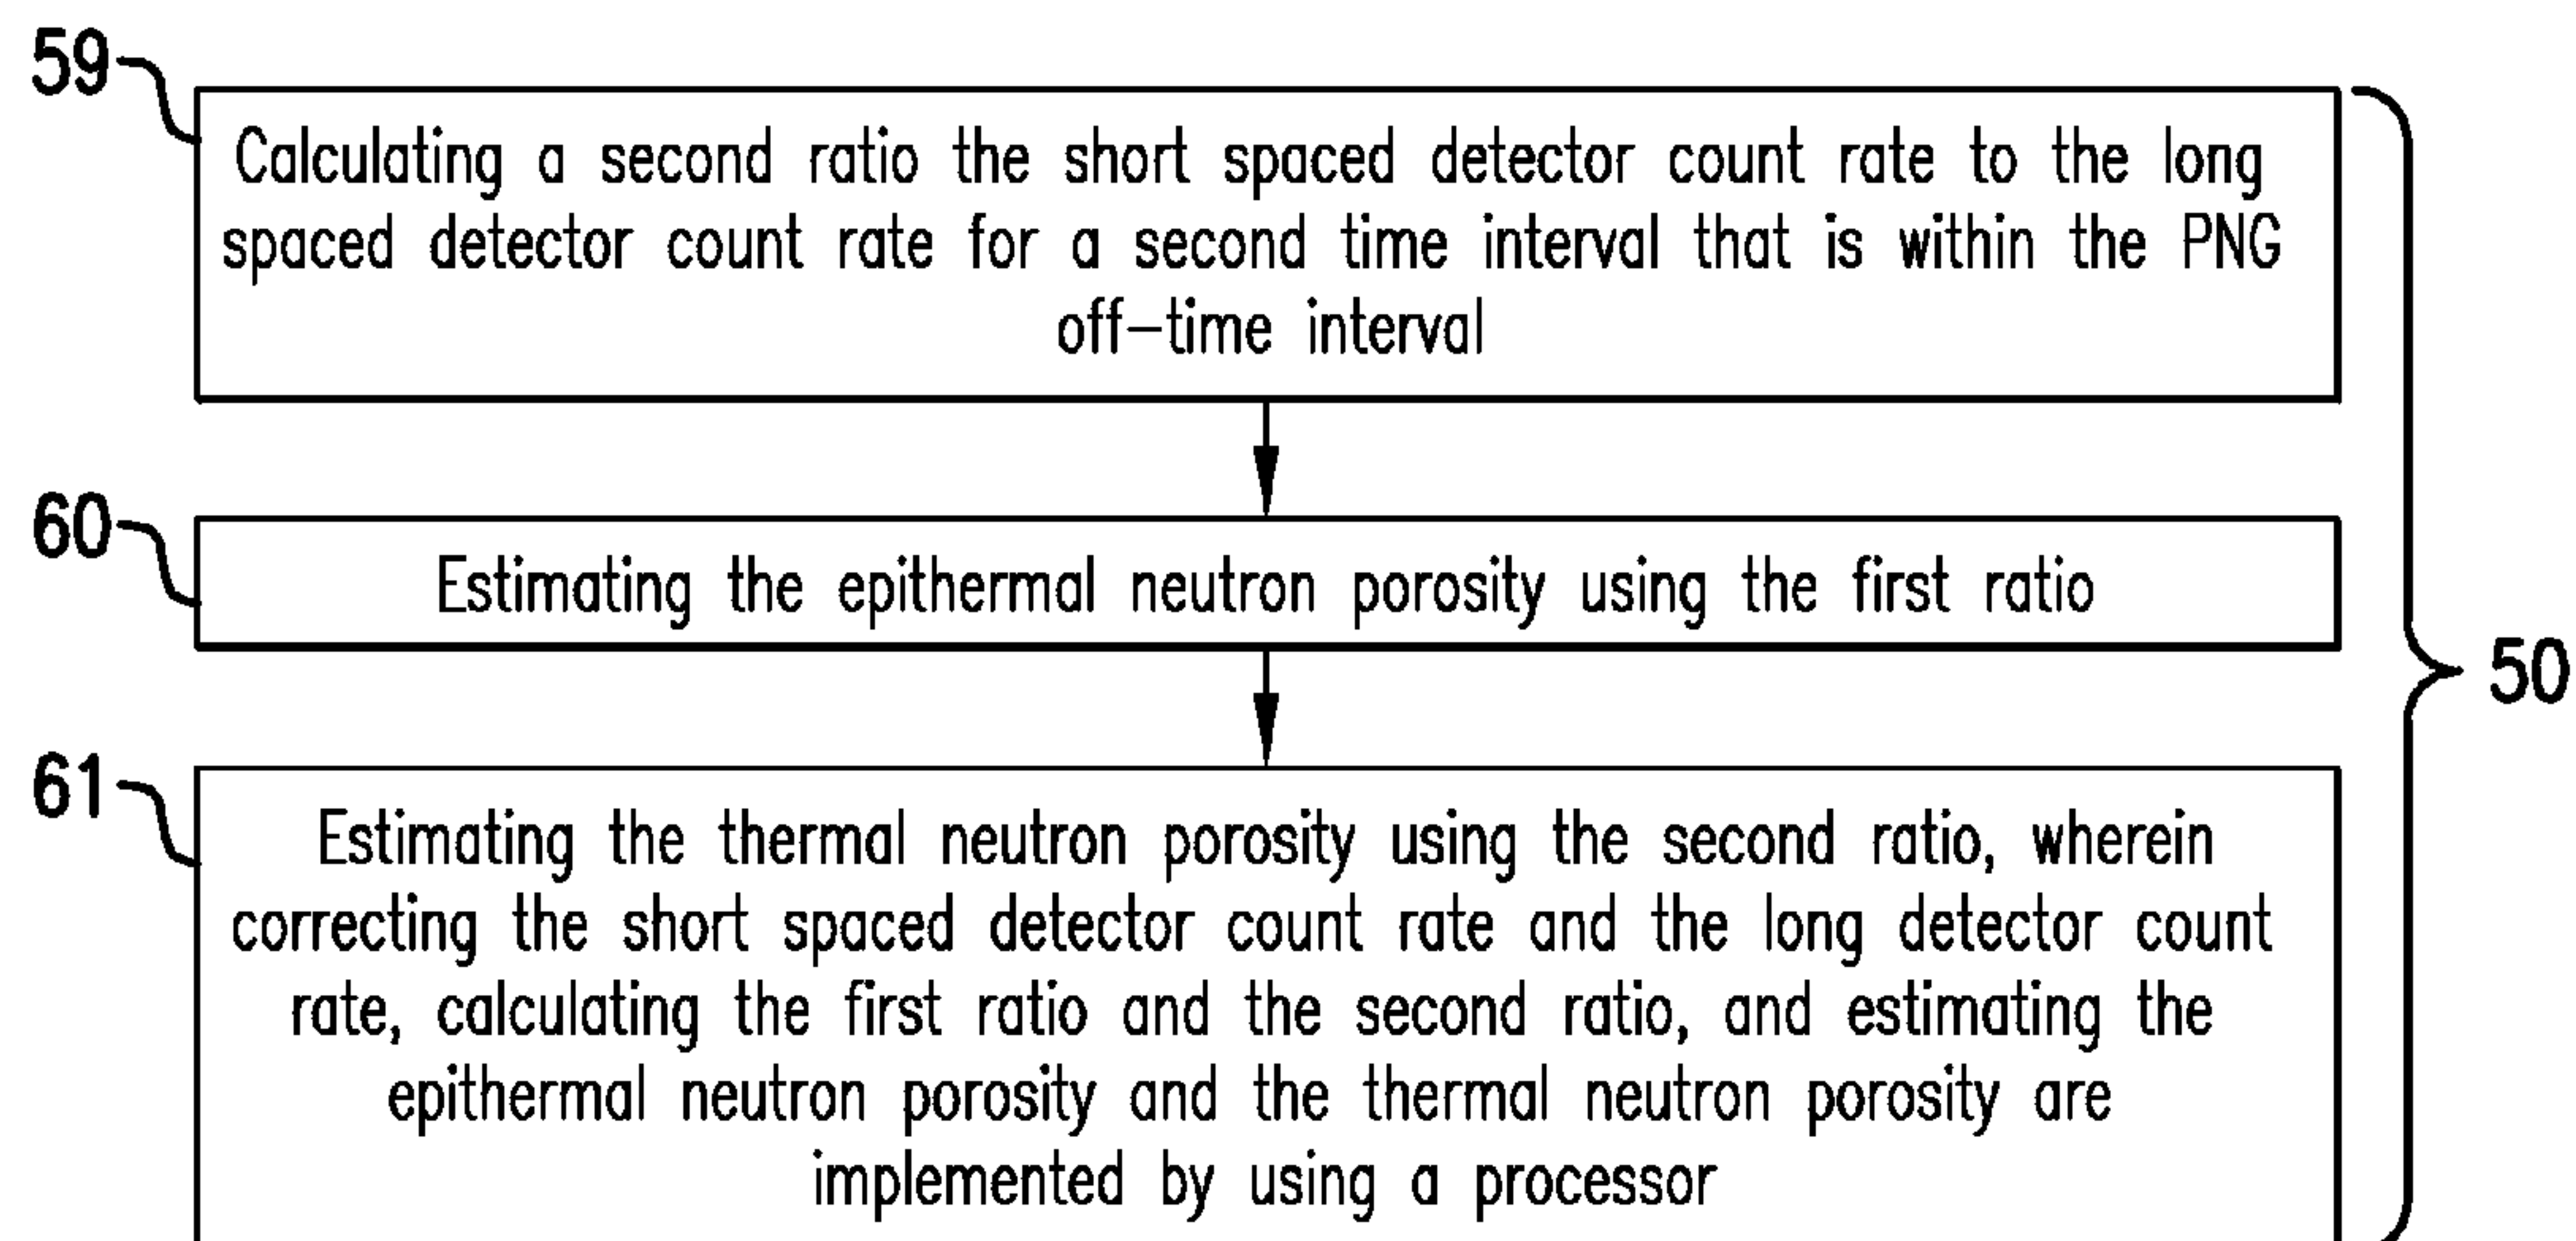 59
Calculating a second ratio the short spaced detector count rate to the long
spaced detector count rate for a second time interval that is within the PNG
off-time interval
60
Estimating the epithermal neutron porosity using the first ratio
50
61
Estimating the thermal neutron porosity using the second ratio, wherein
correcting the short spaced detector count rate and the long detector count
rate, calculating the first ratio and the second ratio, and estimating the
epithermal neutron porosity and the thermal neutron porosity are
implemented by using a processor